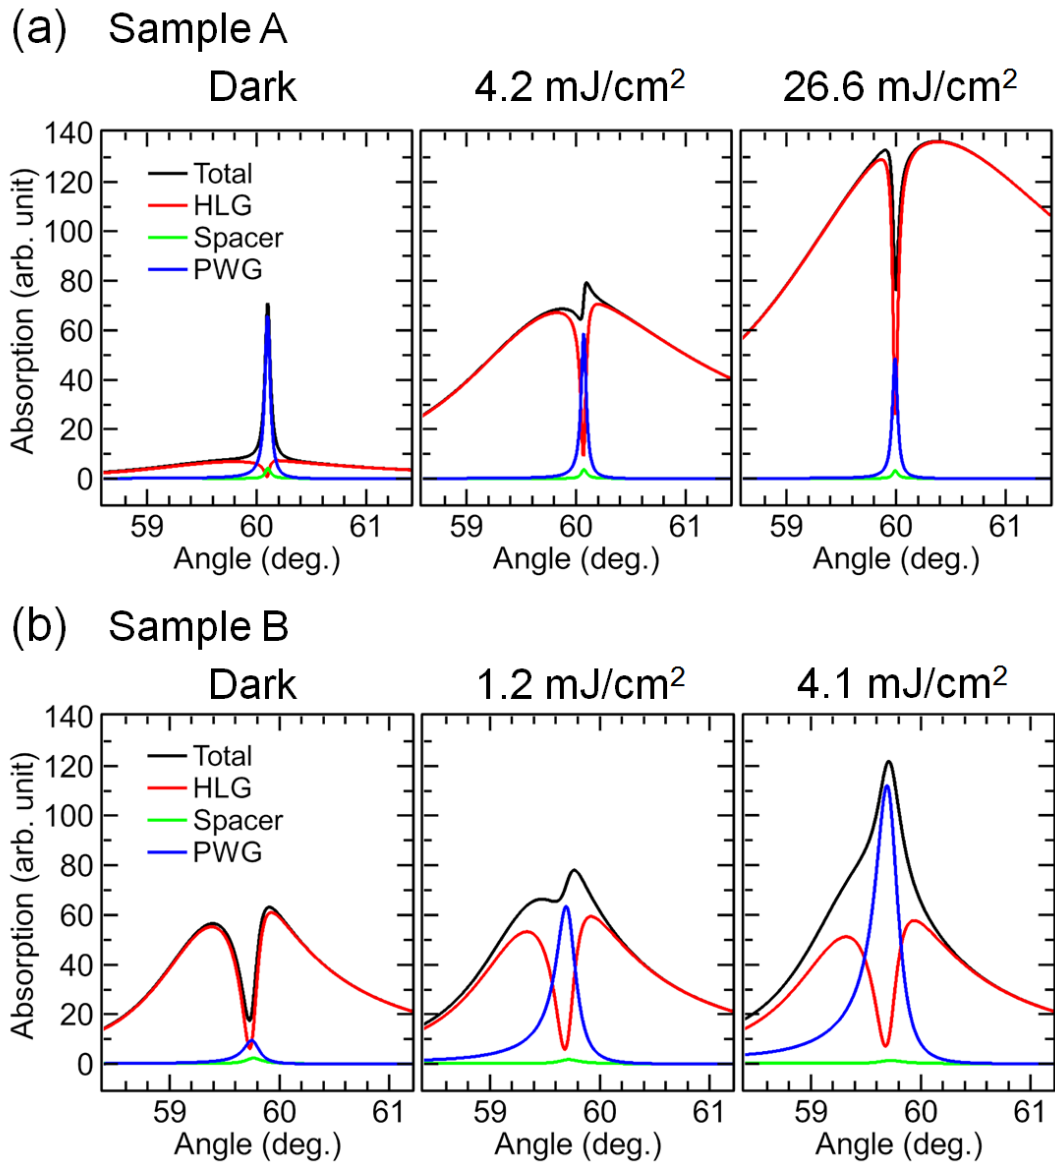 (a) Sample A
Dark 4.2 mJ/cm² 26.6 mJ/cm²
Absorption (arb. unit)
140
120
100
80
60
40
20
0
Total
HLG
Spacer
PWG
59 60 61 59 60 61 59 60 61
Angle (deg.) Angle (deg.) Angle (deg.)
(b) Sample B
Dark 1.2 mJ/cm² 4.1 mJ/cm²
Absorption (arb. unit)
140
120
100
80
60
40
20
0
Total
HLG
Spacer
PWG
59 60 61 59 60 61 59 60 61
Angle (deg.) Angle (deg.) Angle (deg.)